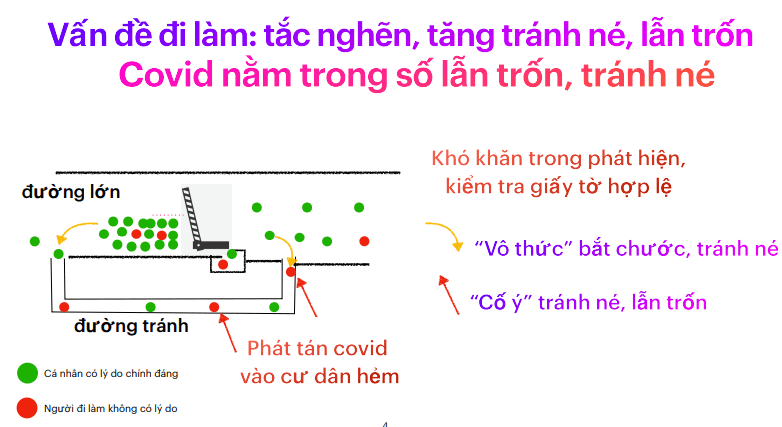 Vấn đề đi làm: tắc nghẽn, tăng tránh né, lẫn trốn
Covid nằm trong số lẫn trốn, tránh né
Khó khăn trong phát hiện,
kiểm tra giấy tờ hợp lệ
đường lớn
“Vô thức” bắt chước, tránh né
“Cố ý” tránh né, lẫn trốn
đường tránh
Phát tán covid
vào cư dân hẻm
Cá nhân có lý do chính đáng
Người đi làm không có lý do
4